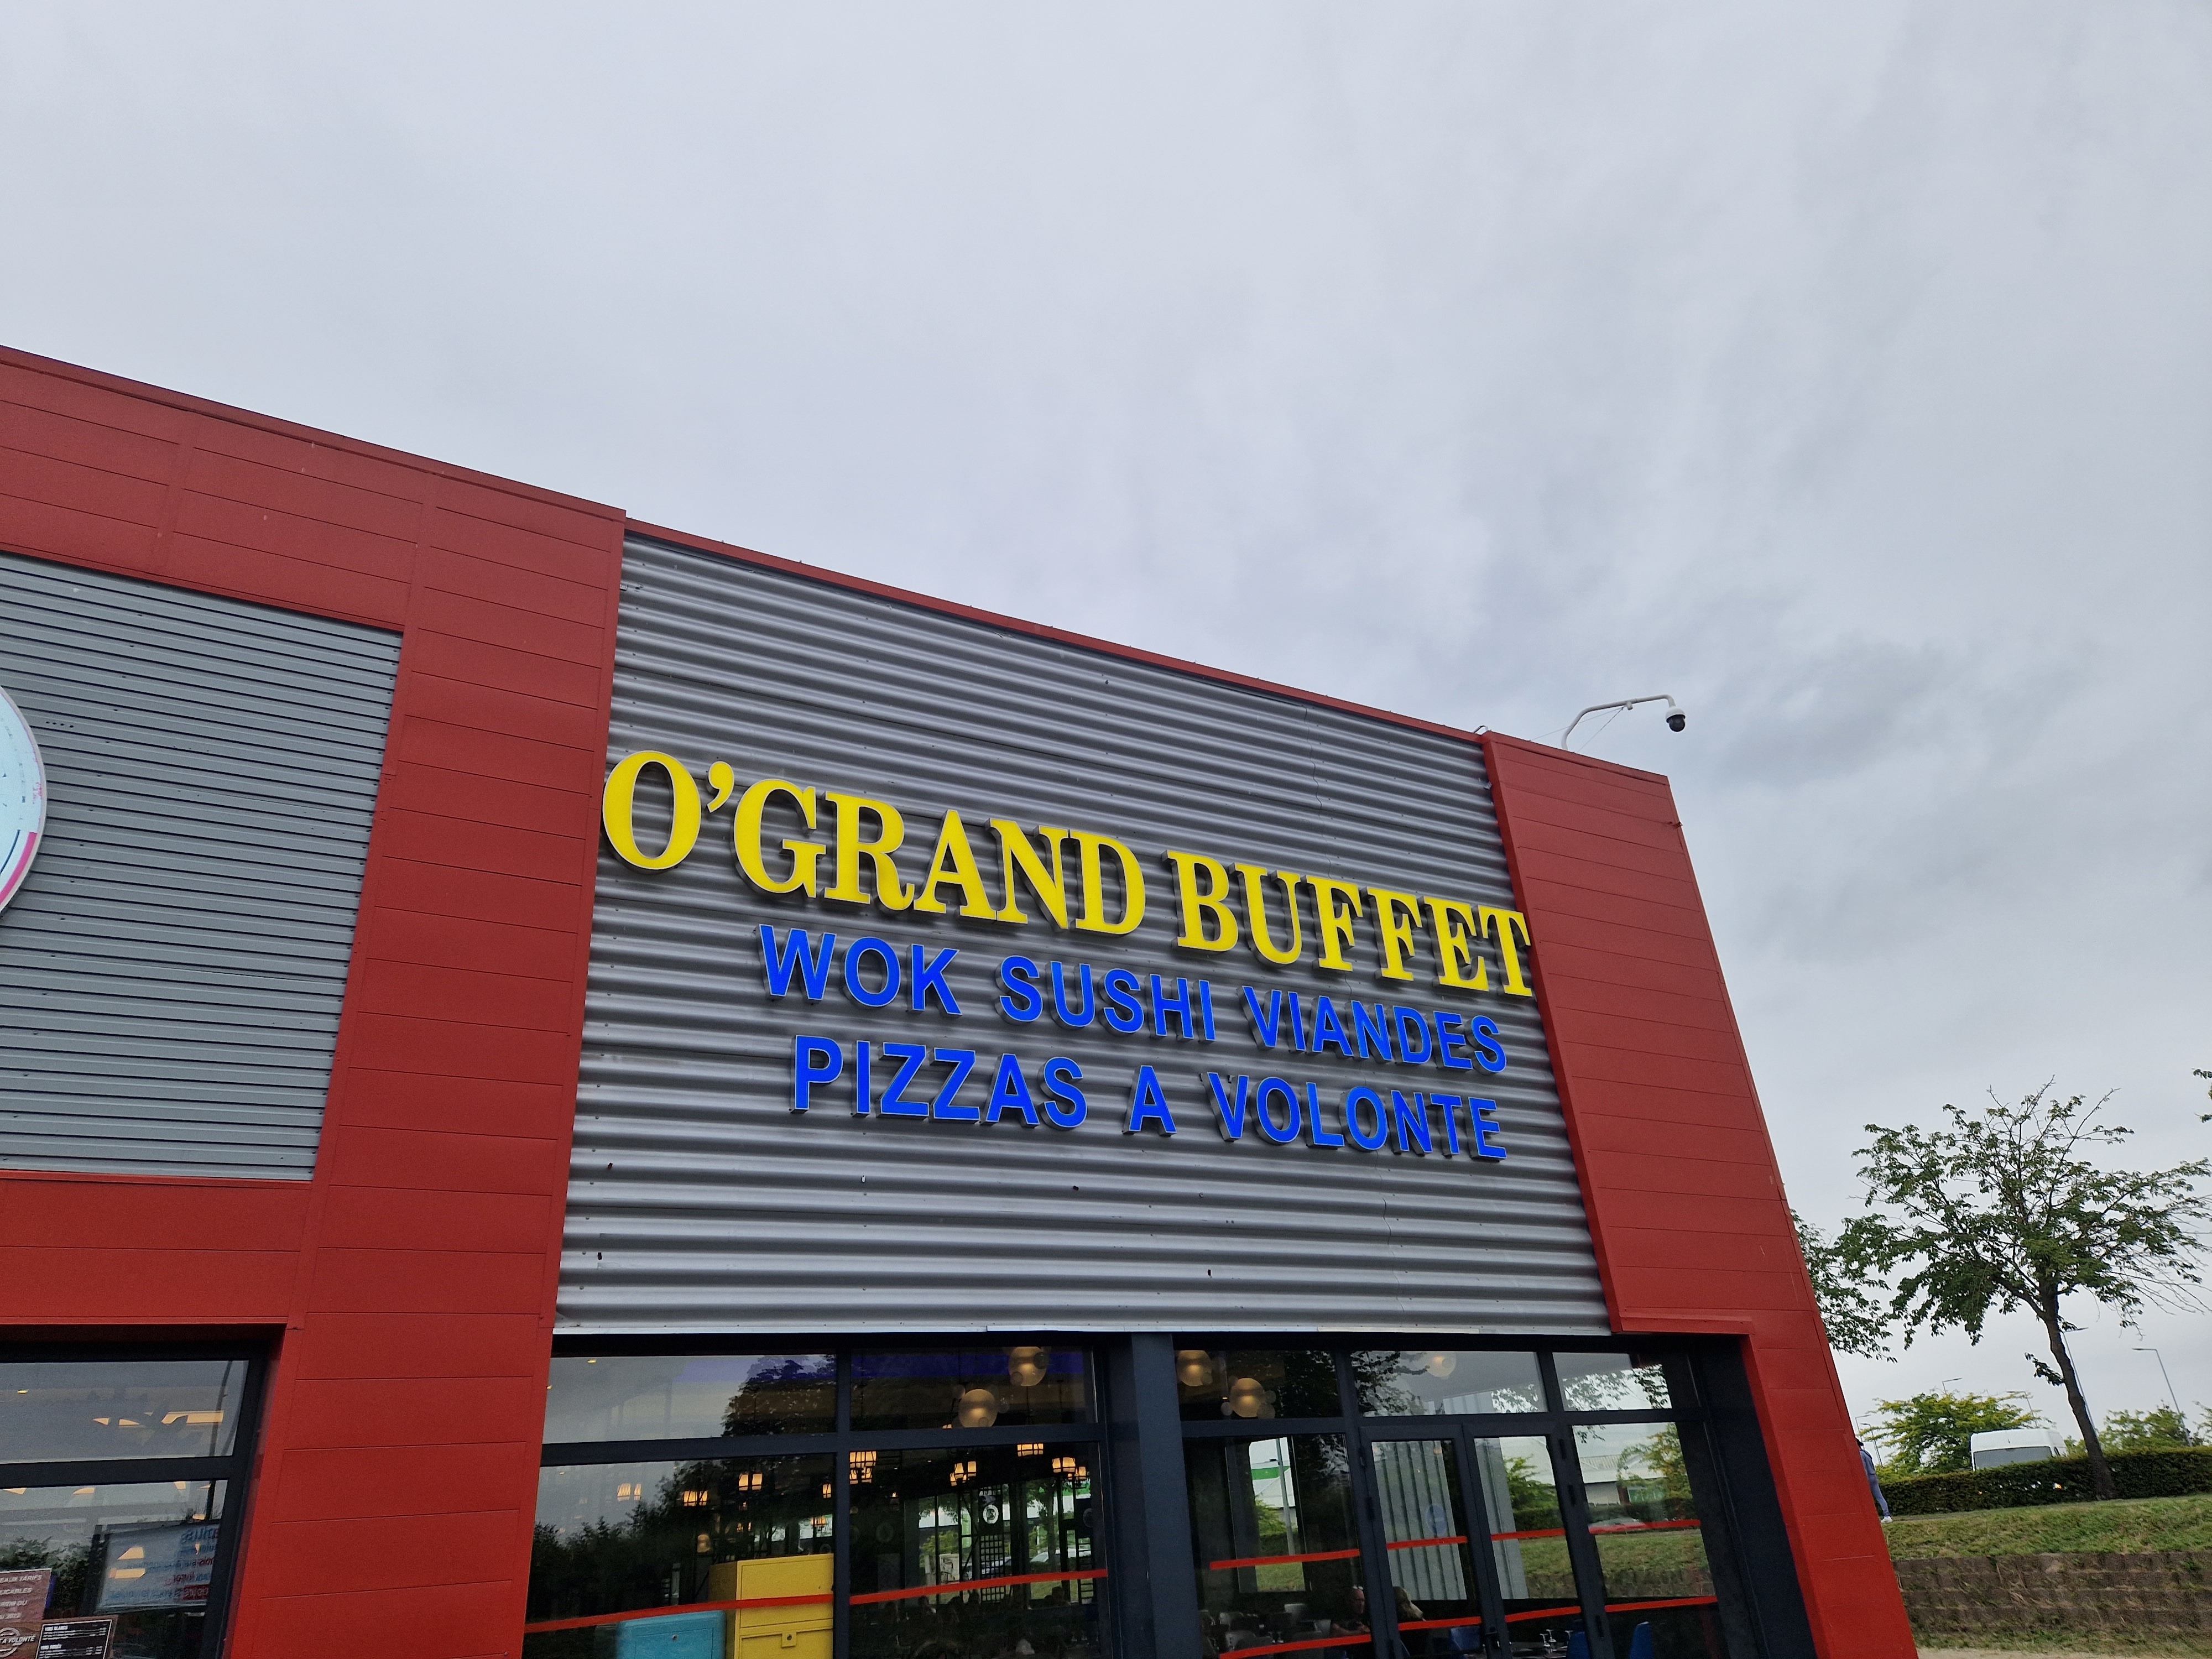 O'GRAND BUFFET
WOK SUSHI VIANDES
PIZZAS A VOLONTE